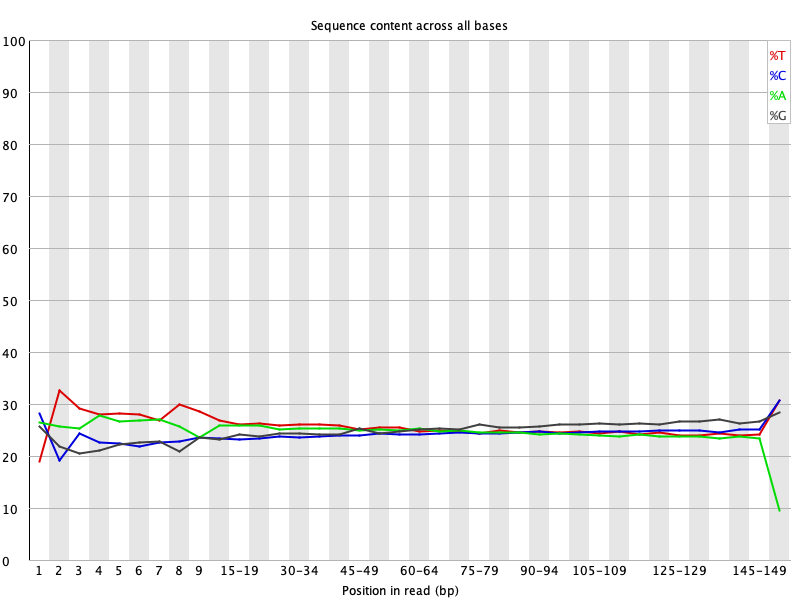 Sequence content across all bases
100
90
80
70
60
50
40
30
20
10
0
%T
%C
%A
%G
1 2 3 4 5 6 7 8 9 15-19 30-34 45-49 60-64 75-79 90-94 105-109 125-129 145-149
Position in read (bp)